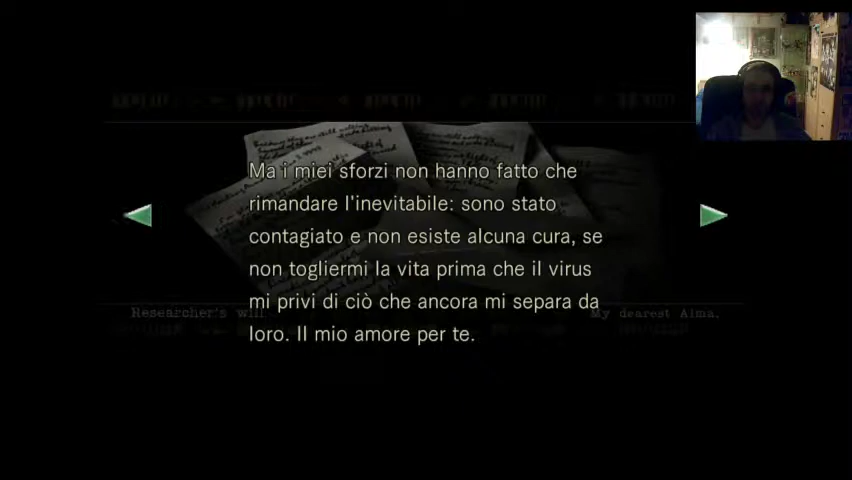 Ma i miei sforzi non hanno fatto che
rimandare l'inevitabile: sono stato
contagiato e non esiste alcuna cura, se
non togliermi la vita prima che il virus
mi privi di ciò che ancora mi separa da
loro. Il mio amore per te.
Researcher's will
My dearest Alma,